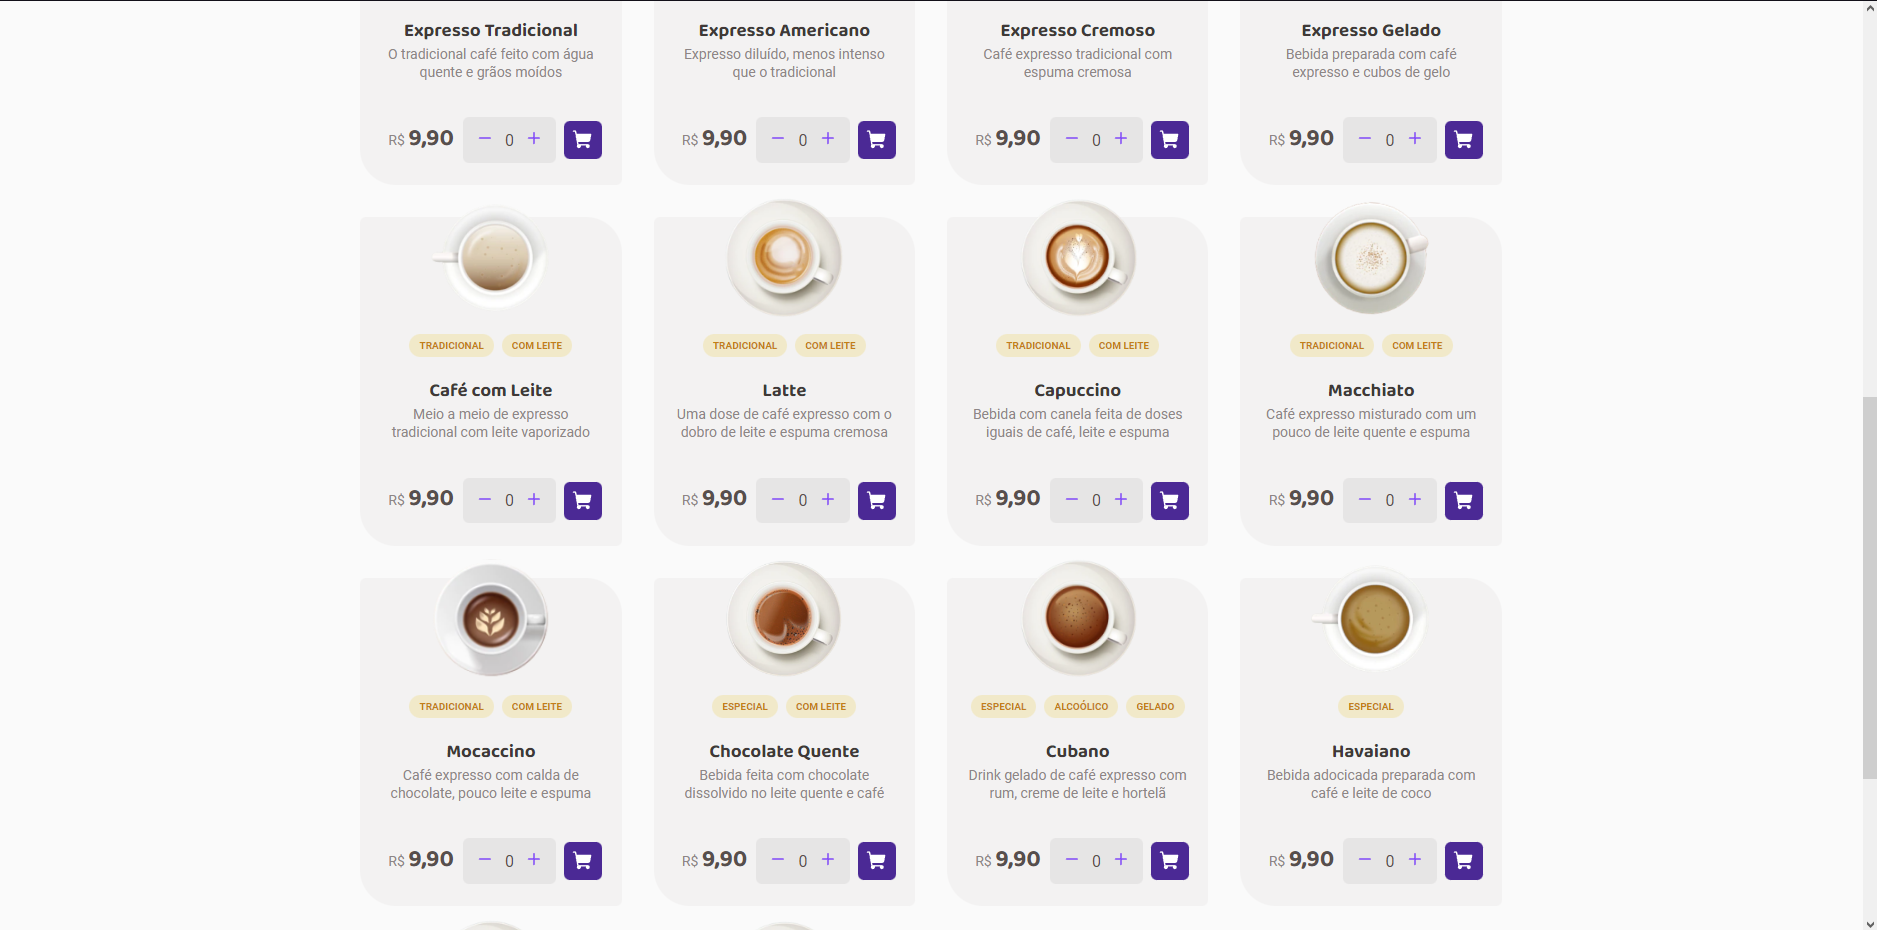 Expresso Tradicional
O tradicional café feito com água
quente e grãos moídos
R$ 9,90 − 0 +
Expresso Americano
Expresso diluído, menos intenso
que o tradicional
R$ 9,90 − 0 +
Expresso Cremoso
Café expresso tradicional com
espuma cremosa
R$ 9,90 − 0 +
Expresso Gelado
Bebida preparada com café
expresso e cubos de gelo
R$ 9,90 − 0 +
TRADICIONAL COM LEITE
Café com Leite
Meio a meio de expresso
tradicional com leite vaporizado
R$ 9,90 − 0 +
TRADICIONAL COM LEITE
Latte
Uma dose de café expresso com o
dobro de leite e espuma cremosa
R$ 9,90 − 0 +
TRADICIONAL COM LEITE
Capuccino
Bebida com canela feita de doses
iguais de café, leite e espuma
R$ 9,90 − 0 +
TRADICIONAL COM LEITE
Macchiato
Café expresso misturado com um
pouco de leite quente e espuma
R$ 9,90 − 0 +
TRADICIONAL COM LEITE
Mocaccino
Café expresso com calda de
chocolate, pouco leite e espuma
R$ 9,90 − 0 +
ESPECIAL COM LEITE
Chocolate Quente
Bebida feita com chocolate
dissolvido no leite quente e café
R$ 9,90 − 0 +
ESPECIAL ALCOÓLICO GELADO
Cubano
Drink gelado de café expresso com
rum, creme de leite e hortelã
R$ 9,90 − 0 +
ESPECIAL
Havaiano
Bebida adocicada preparada com
café e leite de coco
R$ 9,90 − 0 +